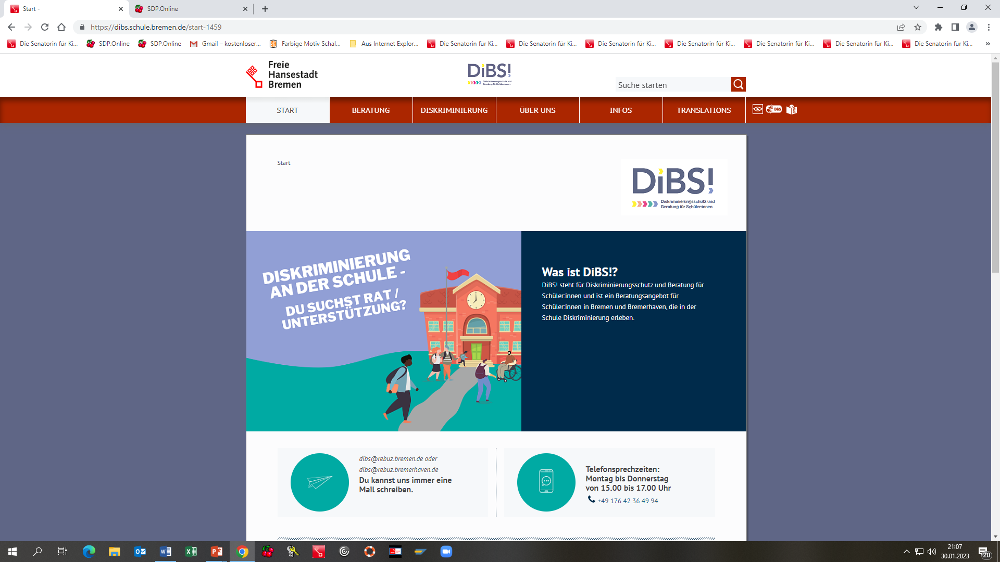 Start -
SDP.Online
https://dibs.schule.bremen.de/start-1459
Die Senatorin für Ki...
SDP.Online
SDP.Online
Gmail – kostenloser...
Farbige Motiv Schal...
Aus Internet Explor...
Die Senatorin für Ki...
Die Senatorin für Ki...
Die Senatorin für Ki...
Die Senatorin für Ki...
Die Senatorin für Ki...
Die Senatorin für Ki...
Die Senatorin für Ki...
Freie
Hansestadt
Bremen
DiBS!
Diskriminierungsschutz und
Beratung für Schüler:innen
Suche starten
START
BERATUNG
DISKRIMINIERUNG
ÜBER UNS
INFOS
TRANSLATIONS
DGS
Start
DiBS!
Diskriminierungsschutz und
Beratung für Schüler:innen
DISKRIMINIERUNG
AN DER SCHULE -
DU SUCHST RAT /
UNTERSTÜTZUNG?
Was ist DiBS!?
DiBS! steht für Diskriminierungsschutz und Beratung für
Schüler:innen und ist ein Beratungsangebot für
Schüler:innen in Bremen und Bremerhaven, die in der
Schule Diskriminierung erleben.
dibs@rebuz.bremen.de oder
dibs@rebuz.bremerhaven.de
Du kannst uns immer eine
Mail schreiben.
Telefonsprechzeiten:
Montag bis Donnerstag
von 15.00 bis 17.00 Uhr
+49 176 42 36 49 94
21:07
30.01.2023
20